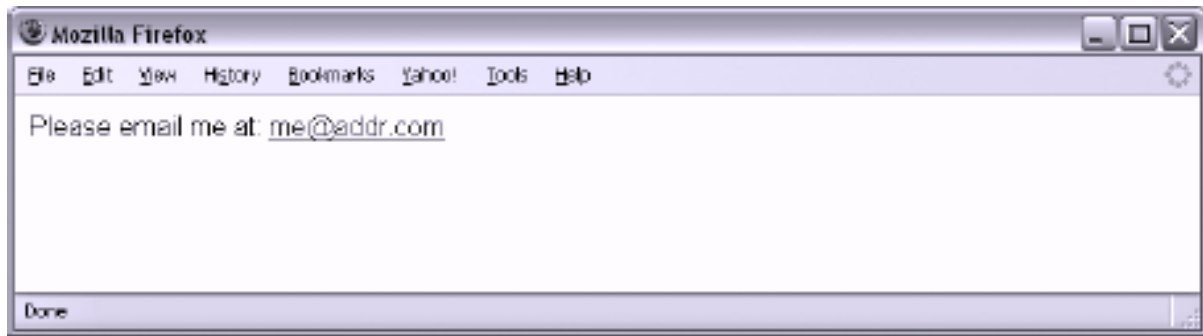 Mozilla Firefox
File Edit View History Bookmarks Yahoo! Tools Help
Please email me at: me@addr.com
Done